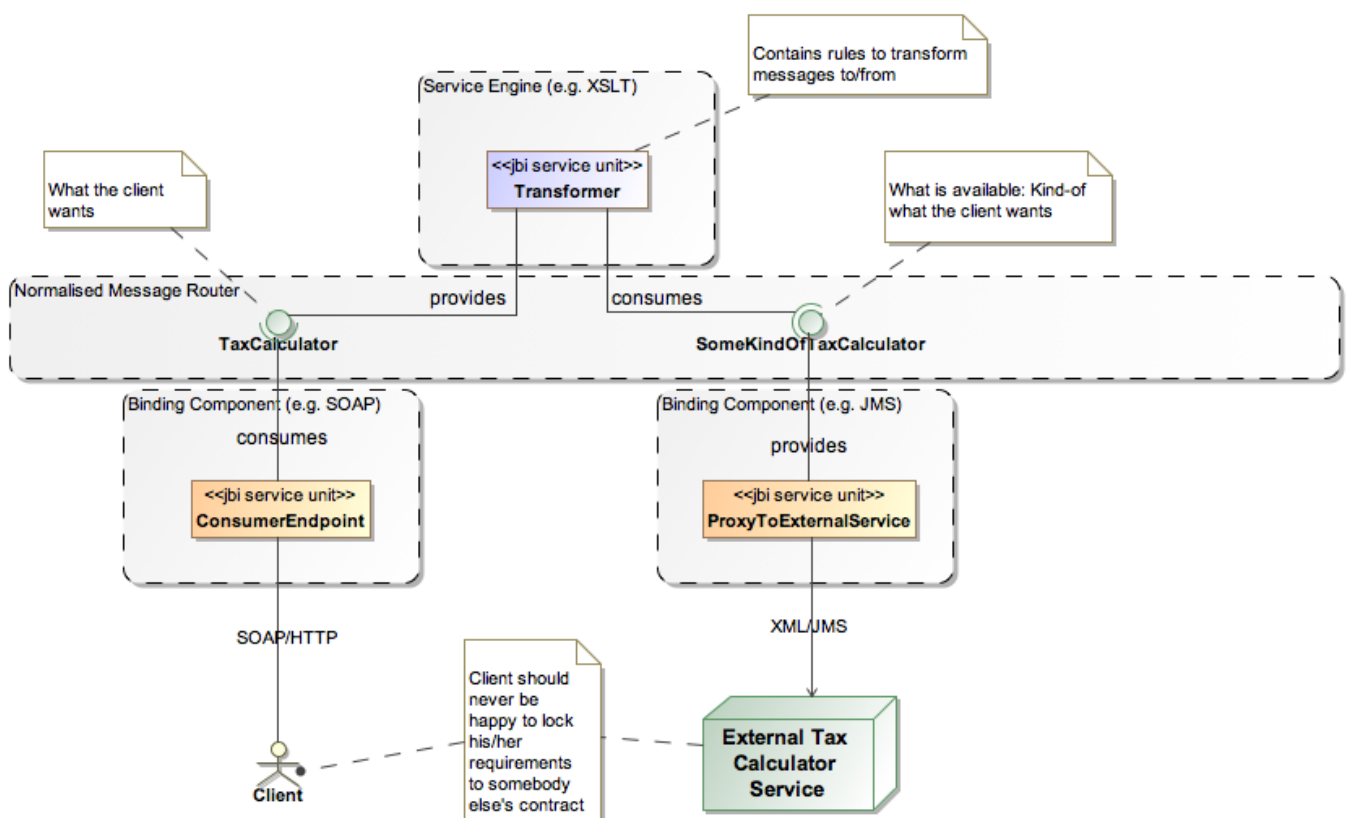 Contains rules to transform
messages to/from
Service Engine (e.g. XSLT)
<<jbi service unit>>
Transformer
What the client
wants
What is available: Kind-of
what the client wants
Normalised Message Router
provides
consumes
TaxCalculator
SomeKindOfTaxCalculator
Binding Component (e.g. SOAP)
consumes
Binding Component (e.g. JMS)
provides
<<jbi service unit>>
ConsumerEndpoint
<<jbi service unit>>
ProxyToExternalService
SOAP/HTTP
XML/JMS
Client should
never be
happy to lock
his/her
requirements
to somebody
else's contract
External Tax
Calculator
Service
Client